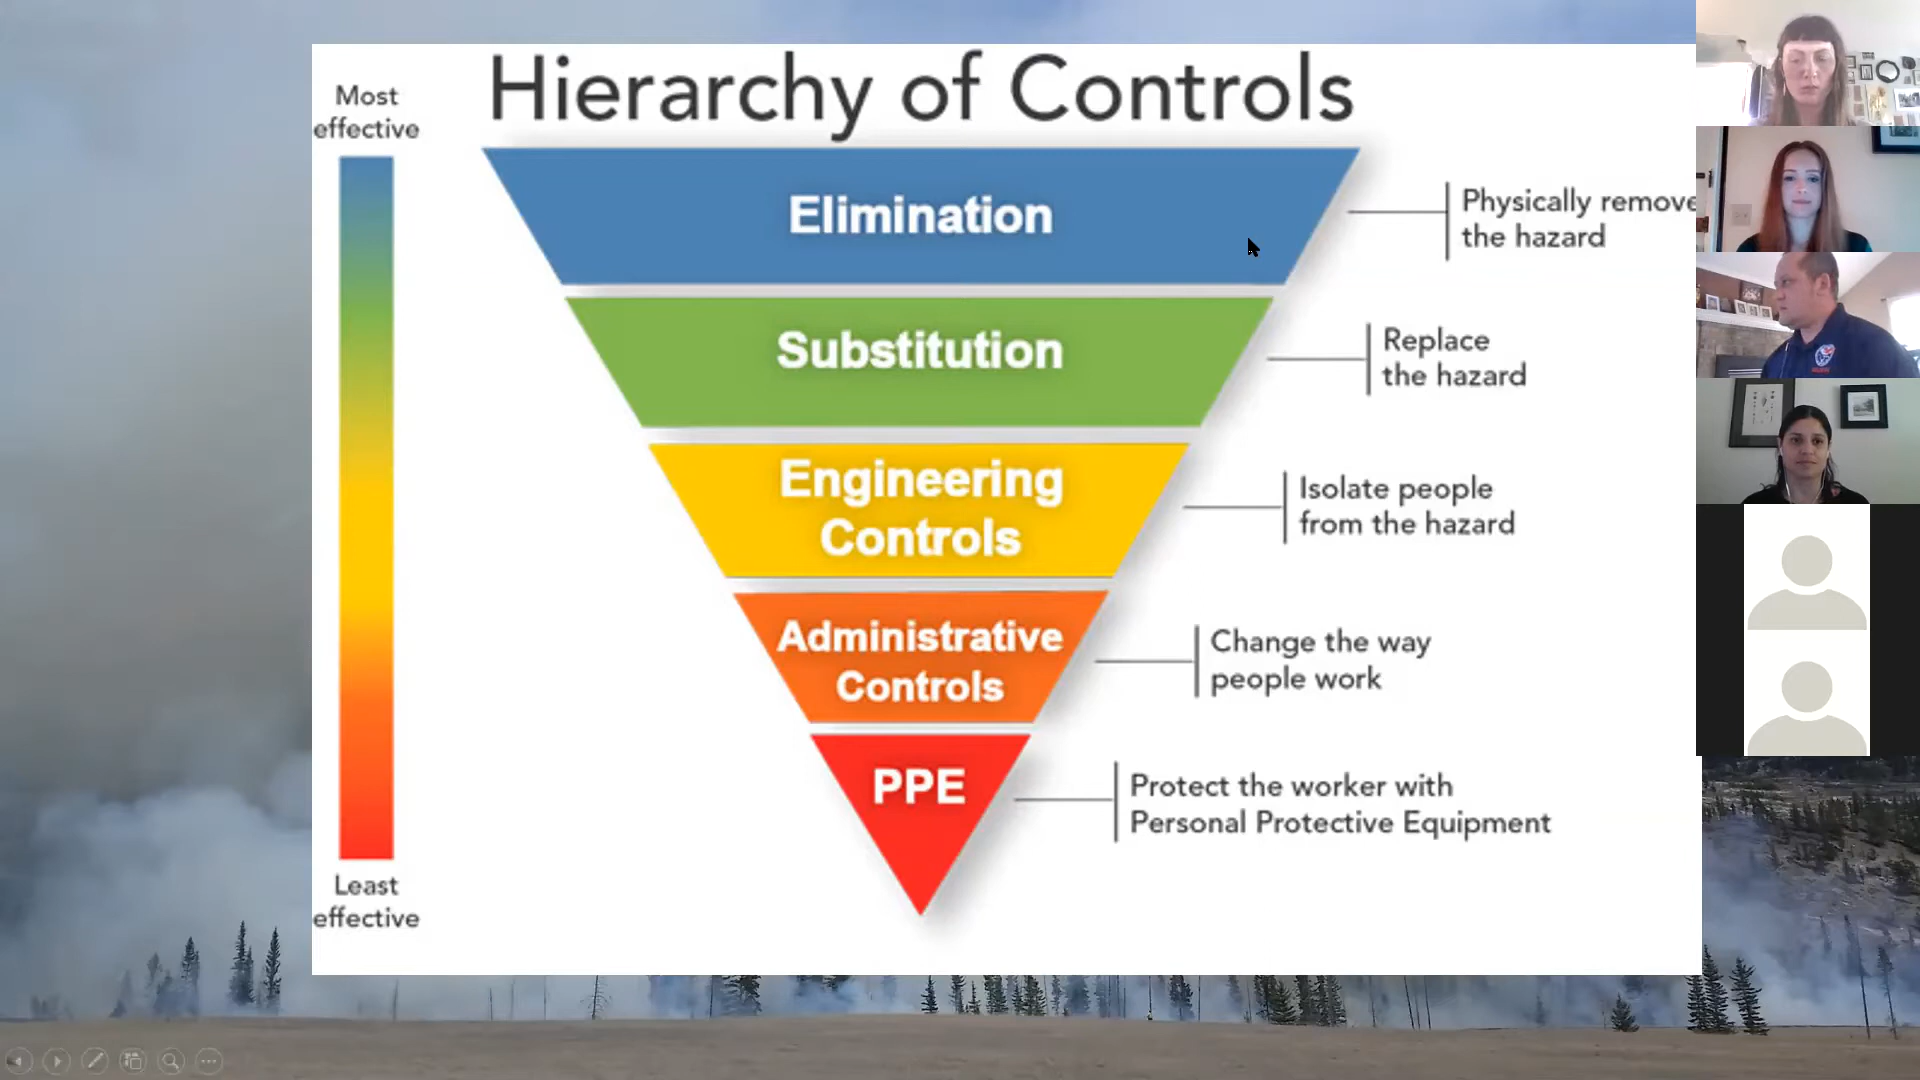 Hierarchy of Controls
Most
effective
Elimination
Physically remove
the hazard
Substitution
Replace
the hazard
Engineering
Controls
Isolate people
from the hazard
Administrative
Controls
Change the way
people work
PPE
Protect the worker with
Personal Protective Equipment
Least
effective